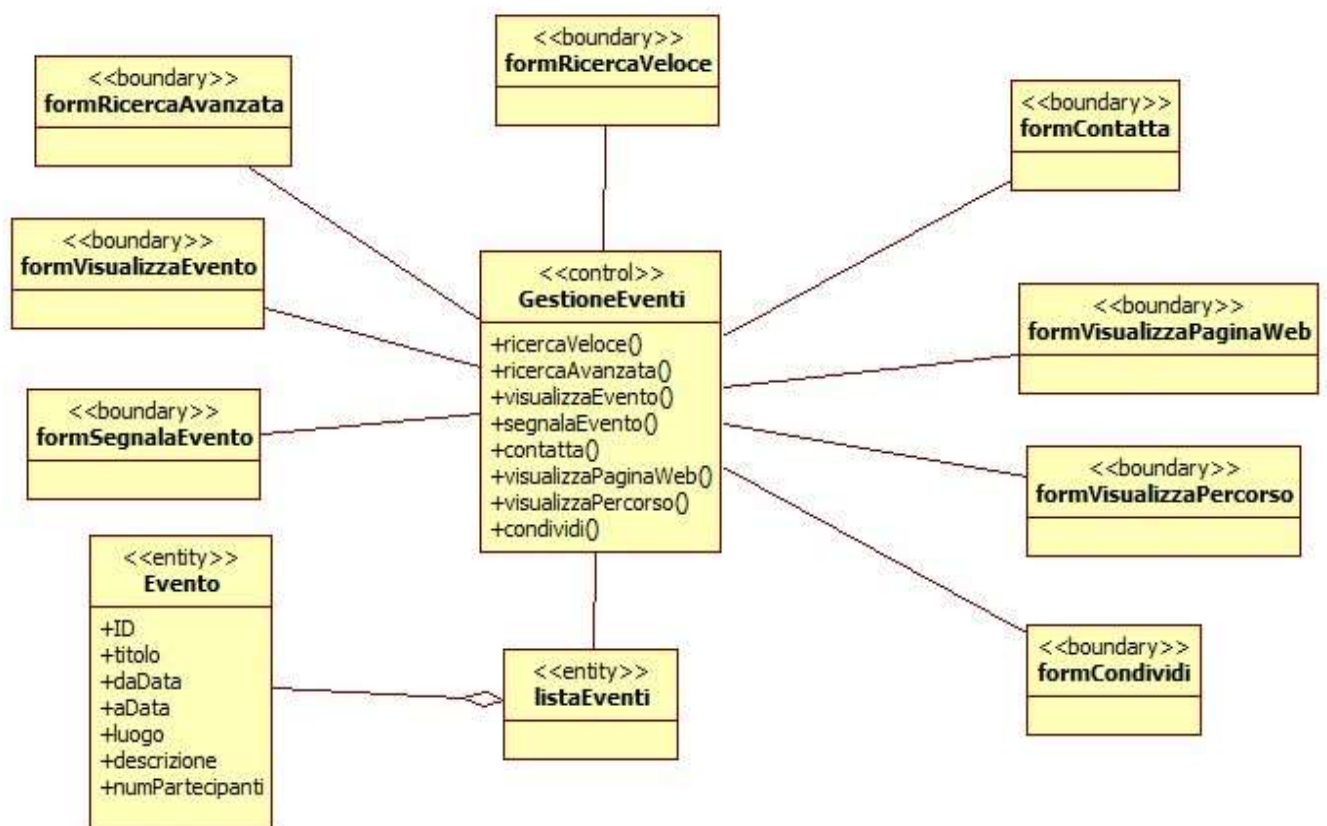 <<boundary>>
formRicercaVeloce
<<boundary>>
formRicercaAvanzata
<<boundary>>
formContatta
<<boundary>>
formVisualizzaEvento
<<control>>
GestioneEventi
+ricercaVeloce()
+ricercaAvanzata()
+visualizzaEvento()
+segnalaEvento()
+contatta()
+visualizzaPaginaWeb()
+visualizzaPercorso()
+condividi()
<<boundary>>
formVisualizzaPaginaWeb
<<boundary>>
formSegnalaEvento
<<boundary>>
formVisualizzaPercorso
<<entity>>
Evento
+ID
+titolo
+daData
+aData
+luogo
+descrizione
+numPartecipanti
<<entity>>
listaEventi
<<boundary>>
formCondividi